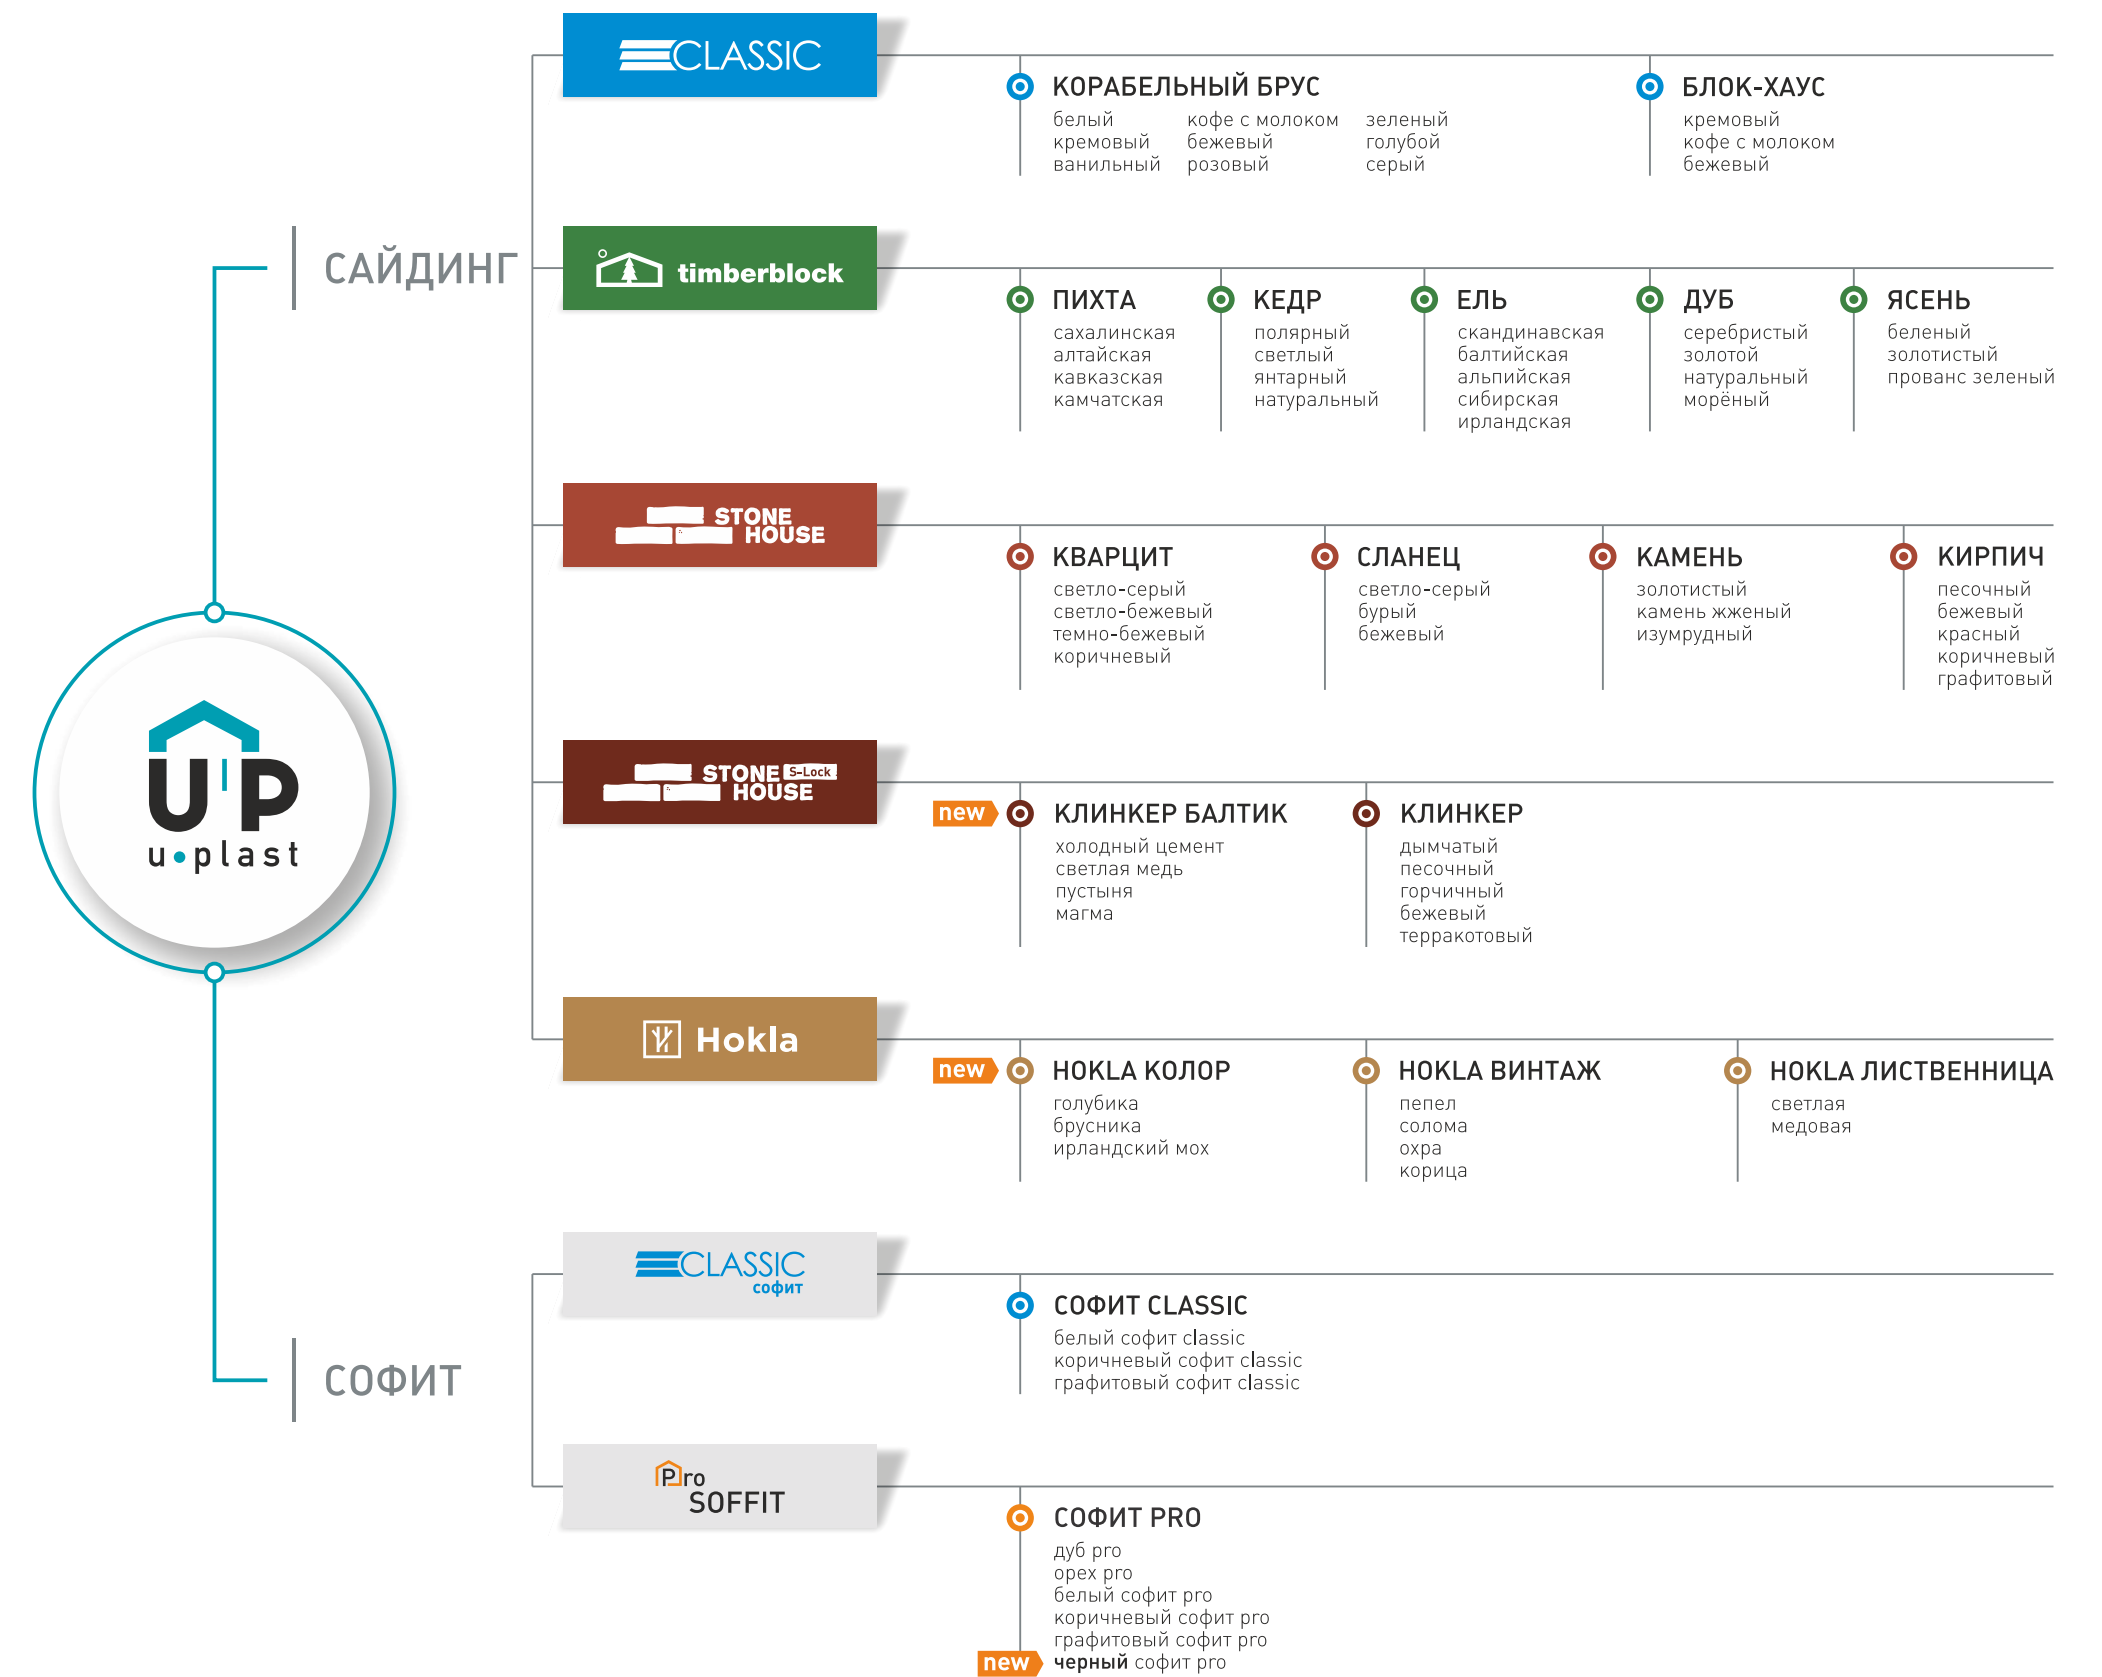 CLASSIC
КОРАБЕЛЬНЫЙ БРУС
белый
кремовый
ванильный
кофе с молоком
бежевый
розовый
зеленый
голубой
серый
БЛОК-ХАУС
кремовый
кофе с молоком
бежевый
САЙДИНГ
timberblock
ПИХТА
сахалинская
алтайская
кавказская
камчатская
КЕДР
полярный
светлый
янтарный
натуральный
ЕЛЬ
скандинавская
балтийская
альпийская
сибирская
ирландская
ДУБ
серебристый
золотой
натуральный
морёный
ЯСЕНЬ
беленый
золотистый
прованс зеленый
STONE
HOUSE
КВАРЦИТ
светло-серый
светло-бежевый
темно-бежевый
коричневый
СЛАНЕЦ
светло-серый
бурый
бежевый
КАМЕНЬ
золотистый
камень жженый
изумрудный
КИРПИЧ
песочный
бежевый
красный
коричневый
графитовый
UP
u•plast
STONE S-Lock
HOUSE
new
КЛИНКЕР БАЛТИК
холодный цемент
светлая медь
пустыня
магма
КЛИНКЕР
дымчатый
песочный
горчичный
бежевый
терракотовый
Hokla
new
HOKLA КОЛОР
голубика
брусника
ирландский мох
HOKLA ВИНТАЖ
пепел
солома
охра
корица
HOKLA ЛИСТВЕННИЦА
светлая
медовая
CLASSIC
софит
СОФИТ CLASSIC
белый софит classic
коричневый софит classic
графитовый софит classic
СОФИТ
Pro
SOFFIT
СОФИТ PRO
дуб pro
орех pro
белый софит pro
коричневый софит pro
графитовый софит pro
new черный софит pro